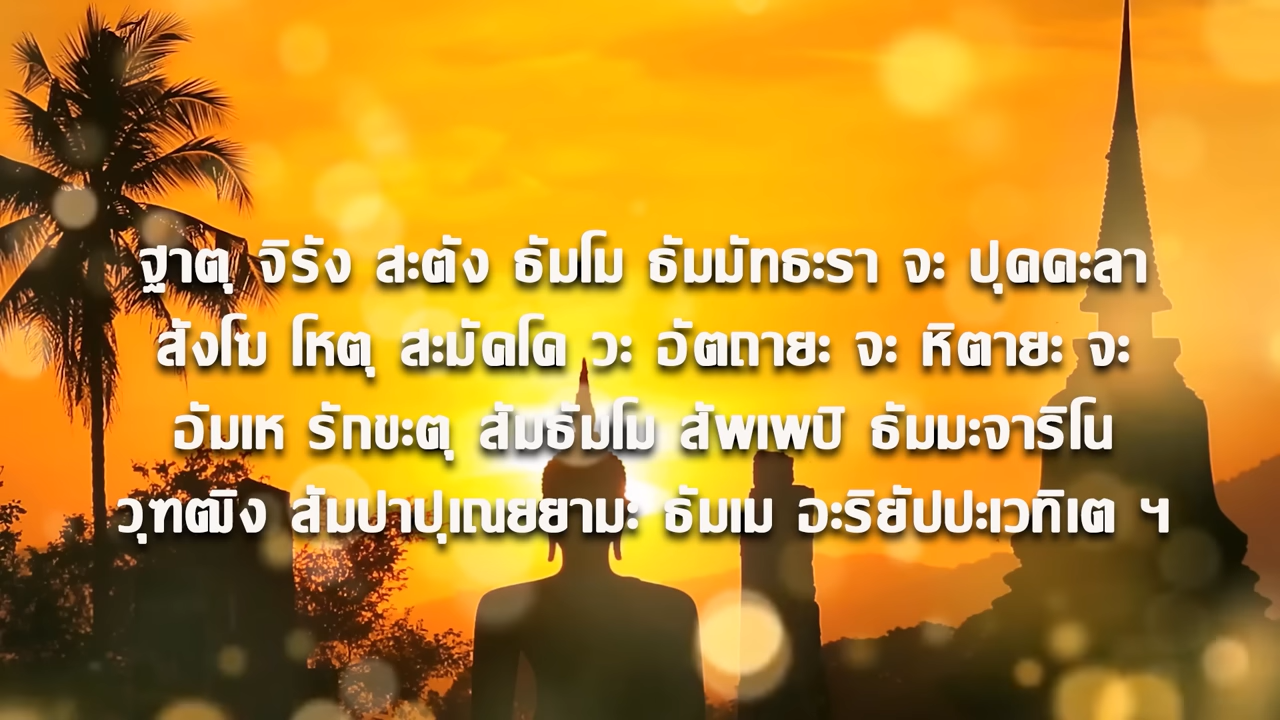 ฐาตุ จิรัง สะตัง ธัมโม ธัมมัทธะรา จะ ปุคคะลา
สังโฆ โหตุ สะมัคโค วะ อัตถายะ จะ หิตายะ จะ
อัมเห รักขะตุ สัมธัมโม สัพเพปิ ธัมมะจาริโน
วุฑฒิง สัมปาปุเณยยามะ ธัมเม อะริยัปปะเวทิเต ฯ